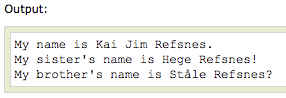 Output:
My name is Kai Jim Refsnes.
My sister's name is Hege Refsnes!
My brother's name is Ståle Refsnes?